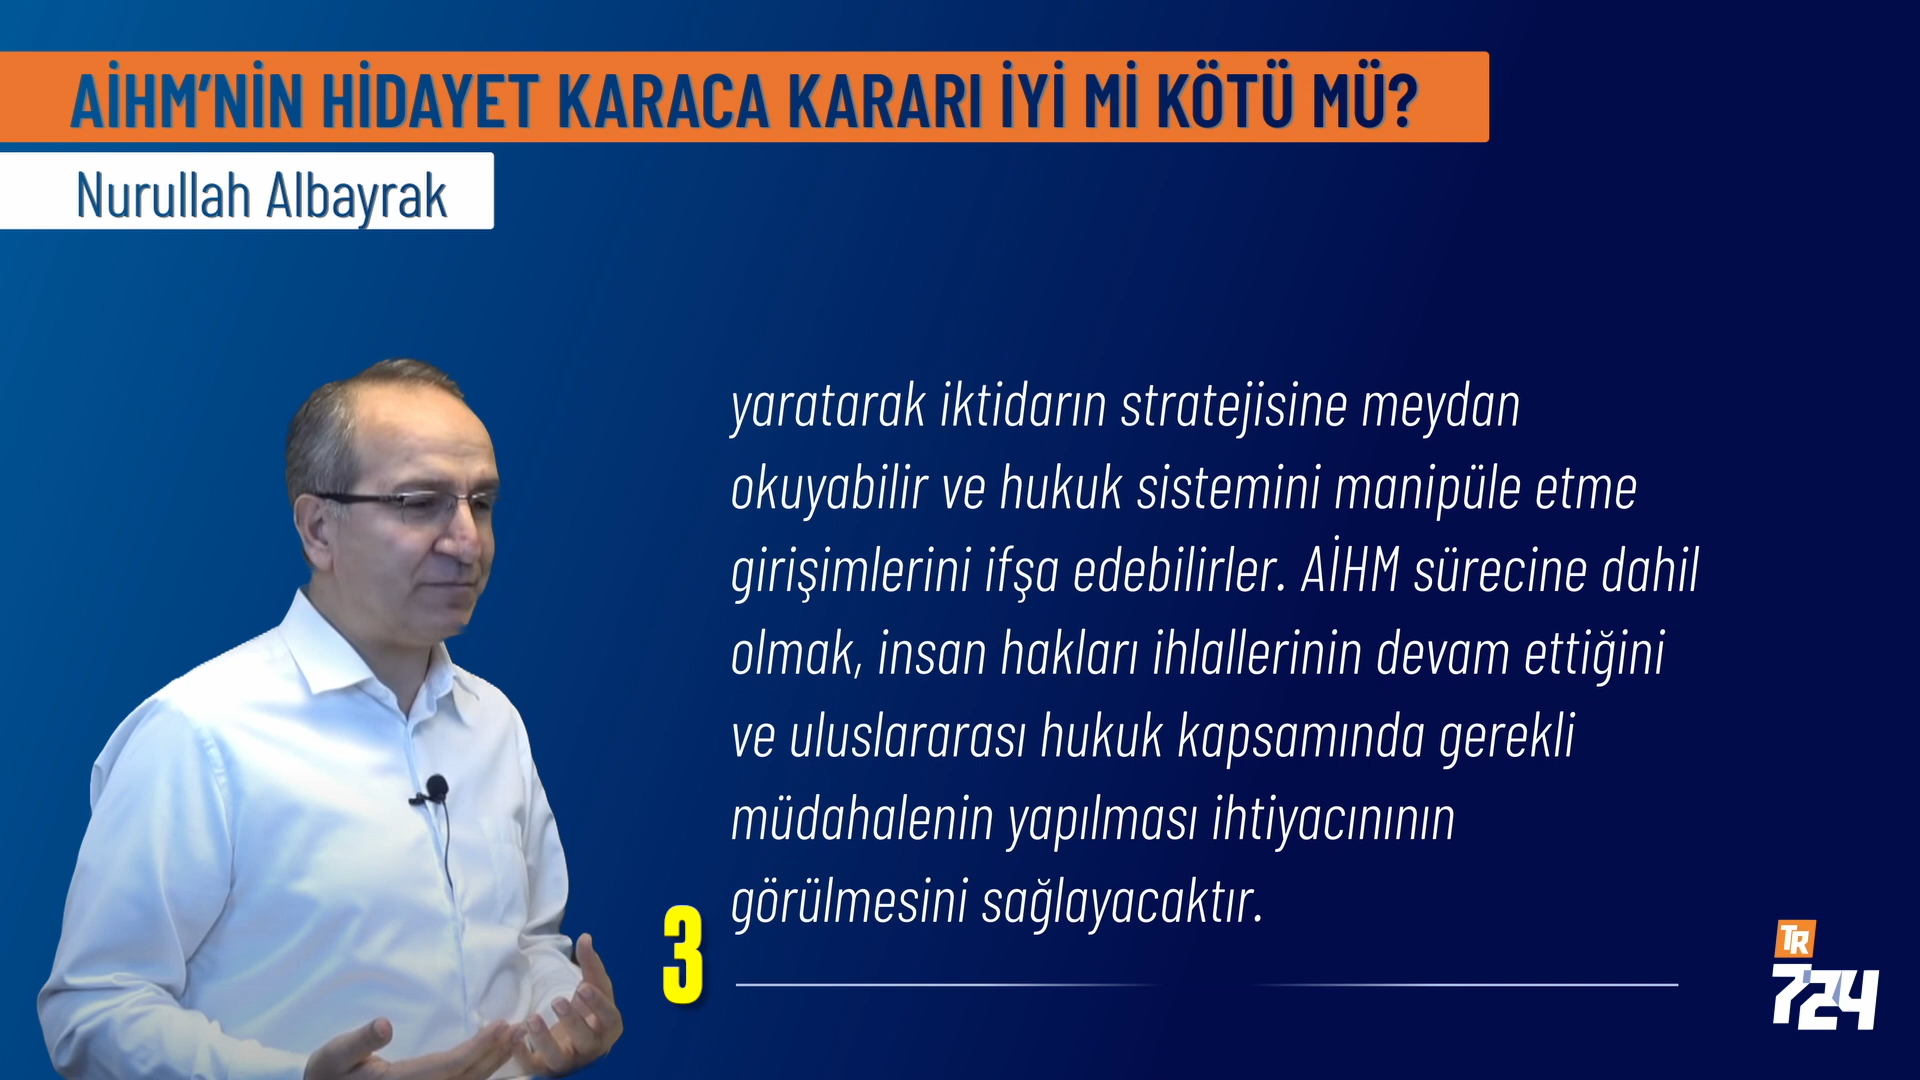 AİHM'NİN HİDAYET KARACA KARARI İYİ Mİ KÖTÜ MÜ?
Nurullah Albayrak
yaratarak iktidarın stratejisine meydan
okuyabilir ve hukuk sistemini manipüle etme
girişimlerini ifşa edebilirler. AİHM sürecine dahil
olmak, insan hakları ihlallerinin devam ettiğini
ve uluslararası hukuk kapsamında gerekli
müdahalenin yapılması ihtiyacınının
görülmesini sağlayacaktır.
3
TR
724